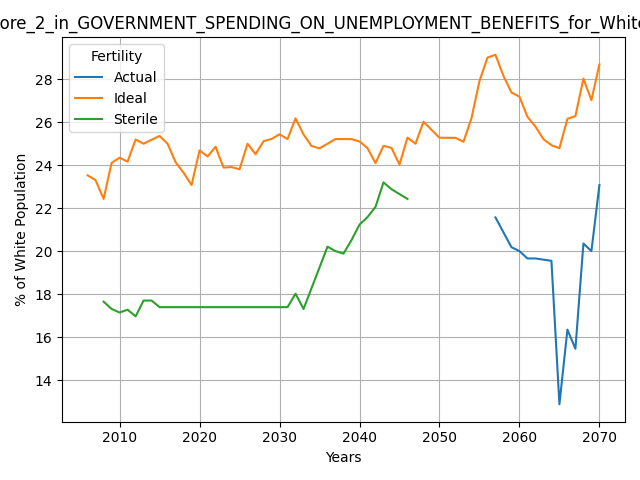 ore_2_in_GOVERNMENT_SPENDING_ON_UNEMPLOYMENT_BENEFITS_for_White
Fertility
Actual
Ideal
Sterile
% of White Population
28
26
24
22
20
18
16
14
2010 2020 2030 2040 2050 2060 2070
Years